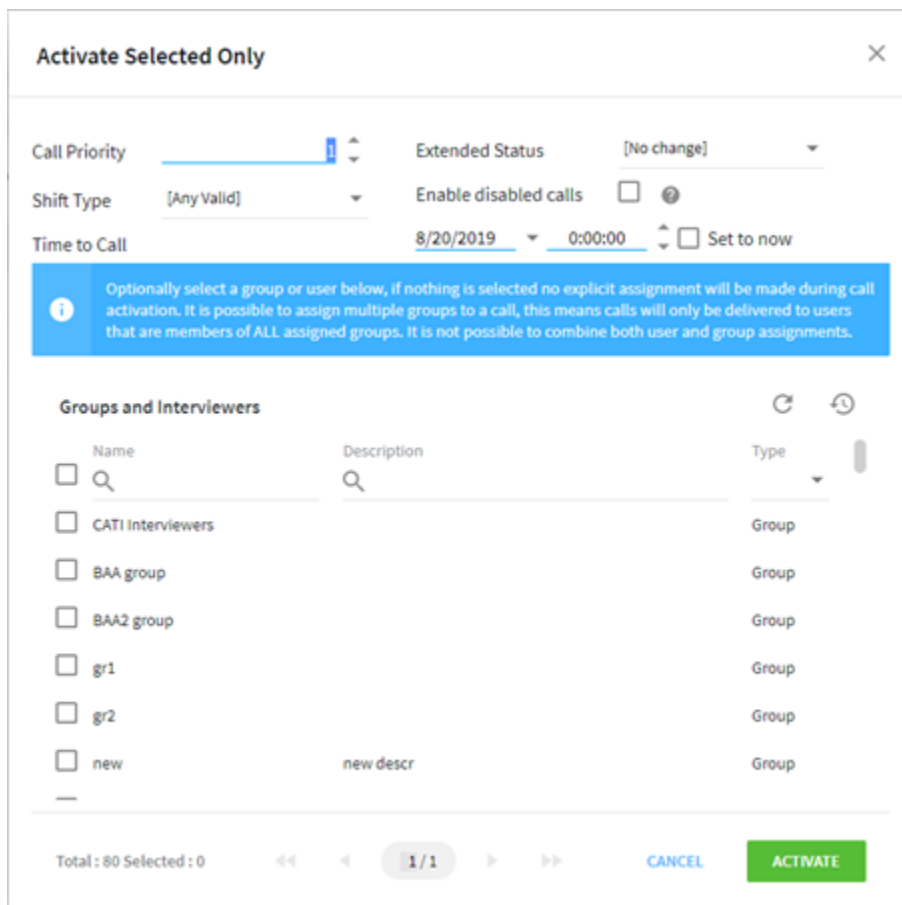 Activate Selected Only
Call Priority 1
Extended Status [No change]
Shift Type [Any Valid]
Enable disabled calls
Time to Call 8/20/2019 0:00:00 Set to now
Optionally select a group or user below, if nothing is selected no explicit assignment will be made during call
activation. It is possible to assign multiple groups to a call, this means calls will only be delivered to users
that are members of ALL assigned groups. It is not possible to combine both user and group assignments.
Groups and Interviewers
Name Description Type
CATI Interviewers Group
BAA group Group
BAA2 group Group
gr1 Group
gr2 Group
new new descr Group
Total : 80 Selected : 0 1 / 1 CANCEL ACTIVATE